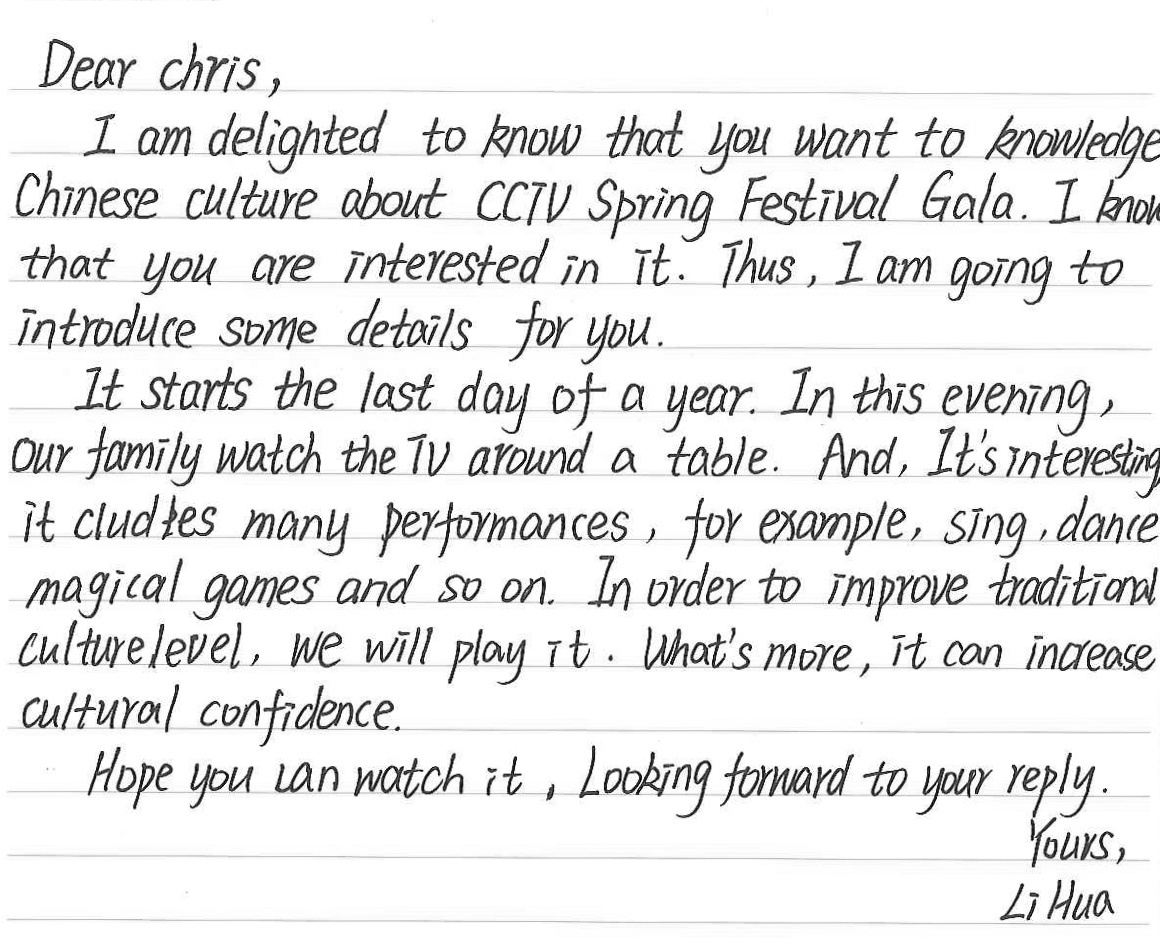 Dear chris,
I am delighted to know that you want to knowledge
Chinese culture about CCTV Spring Festival Gala. I know
that you are interested in it. Thus, I am going to
introduce some details for you.
It starts the last day of a year. In this evening,
our family watch the TV around a table. And, It's interesting
it cludes many performances, for example, sing, dance
magical games and so on. In order to improve traditional
culture level, we will play it. What's more, it can increase
cultural confidence.
Hope you can watch it, Looking forward to your reply.
Yours,
Li Hua